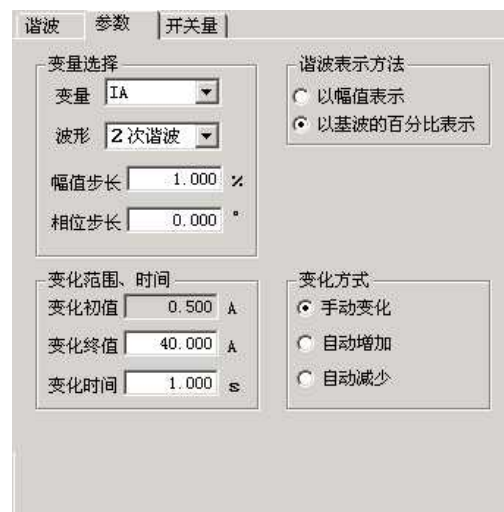 谐波 参数 开关量
变量选择
变量 IA
波形 2次谐波
幅值步长 1.000 %
相位步长 0.000 °
谐波表示方法
以幅值表示
以基波的百分比表示
变化范围、时间
变化初值 0.500 A
变化终值 40.000 A
变化时间 1.000 s
变化方式
手动变化
自动增加
自动减少